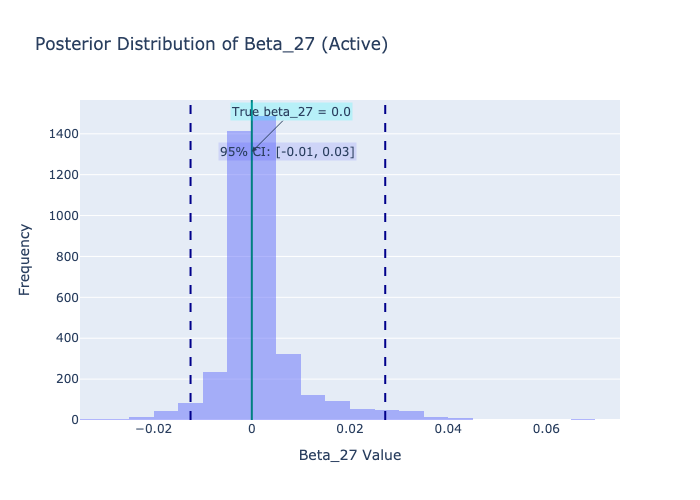 Posterior Distribution of Beta_27 (Active)
True beta_27 = 0.0
95% CI: [-0.01, 0.03]
1400
1200
1000
800
600
400
200
0
Frequency
−0.02
0
0.02
0.04
0.06
Beta_27 Value